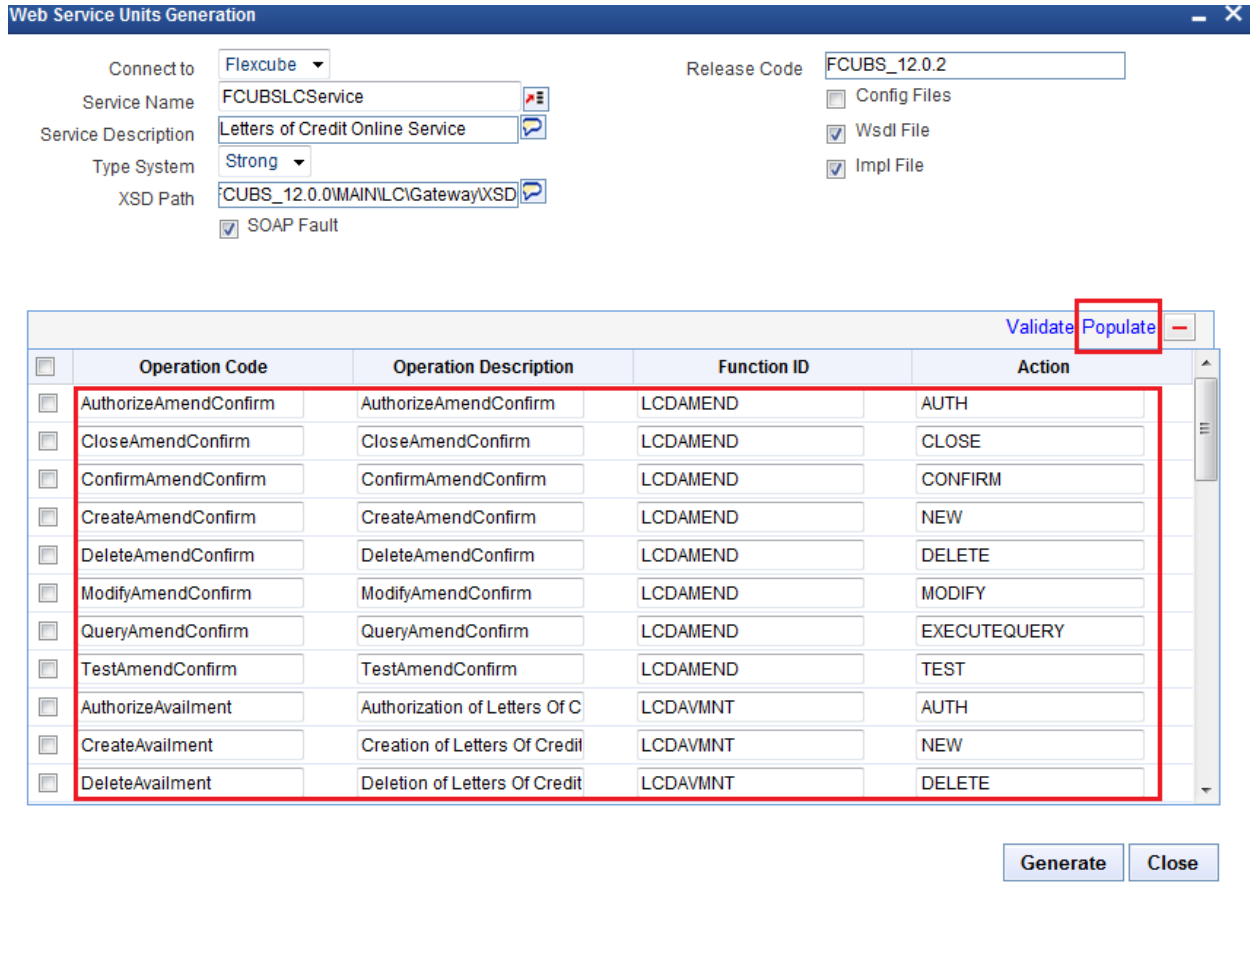 Web Service Units Generation
Connect to Flexcube
Release Code FCUBS_12.0.2
Service Name FCUBSLCService
Config Files
Service Description Letters of Credit Online Service
Wsdl File
Type System Strong
Impl File
XSD Path FCUBS_12.0.0\MAIN\LC\Gateway\XSD
SOAP Fault
Validate Populate
Operation Code Operation Description Function ID Action
AuthorizeAmendConfirm AuthorizeAmendConfirm LCDAMEND AUTH
CloseAmendConfirm CloseAmendConfirm LCDAMEND CLOSE
ConfirmAmendConfirm ConfirmAmendConfirm LCDAMEND CONFIRM
CreateAmendConfirm CreateAmendConfirm LCDAMEND NEW
DeleteAmendConfirm DeleteAmendConfirm LCDAMEND DELETE
ModifyAmendConfirm ModifyAmendConfirm LCDAMEND MODIFY
QueryAmendConfirm QueryAmendConfirm LCDAMEND EXECUTEQUERY
TestAmendConfirm TestAmendConfirm LCDAMEND TEST
AuthorizeAvailment Authorization of Letters Of C LCDAVMNT AUTH
CreateAvailment Creation of Letters Of Credit LCDAVMNT NEW
DeleteAvailment Deletion of Letters Of Credit LCDAVMNT DELETE
Generate Close